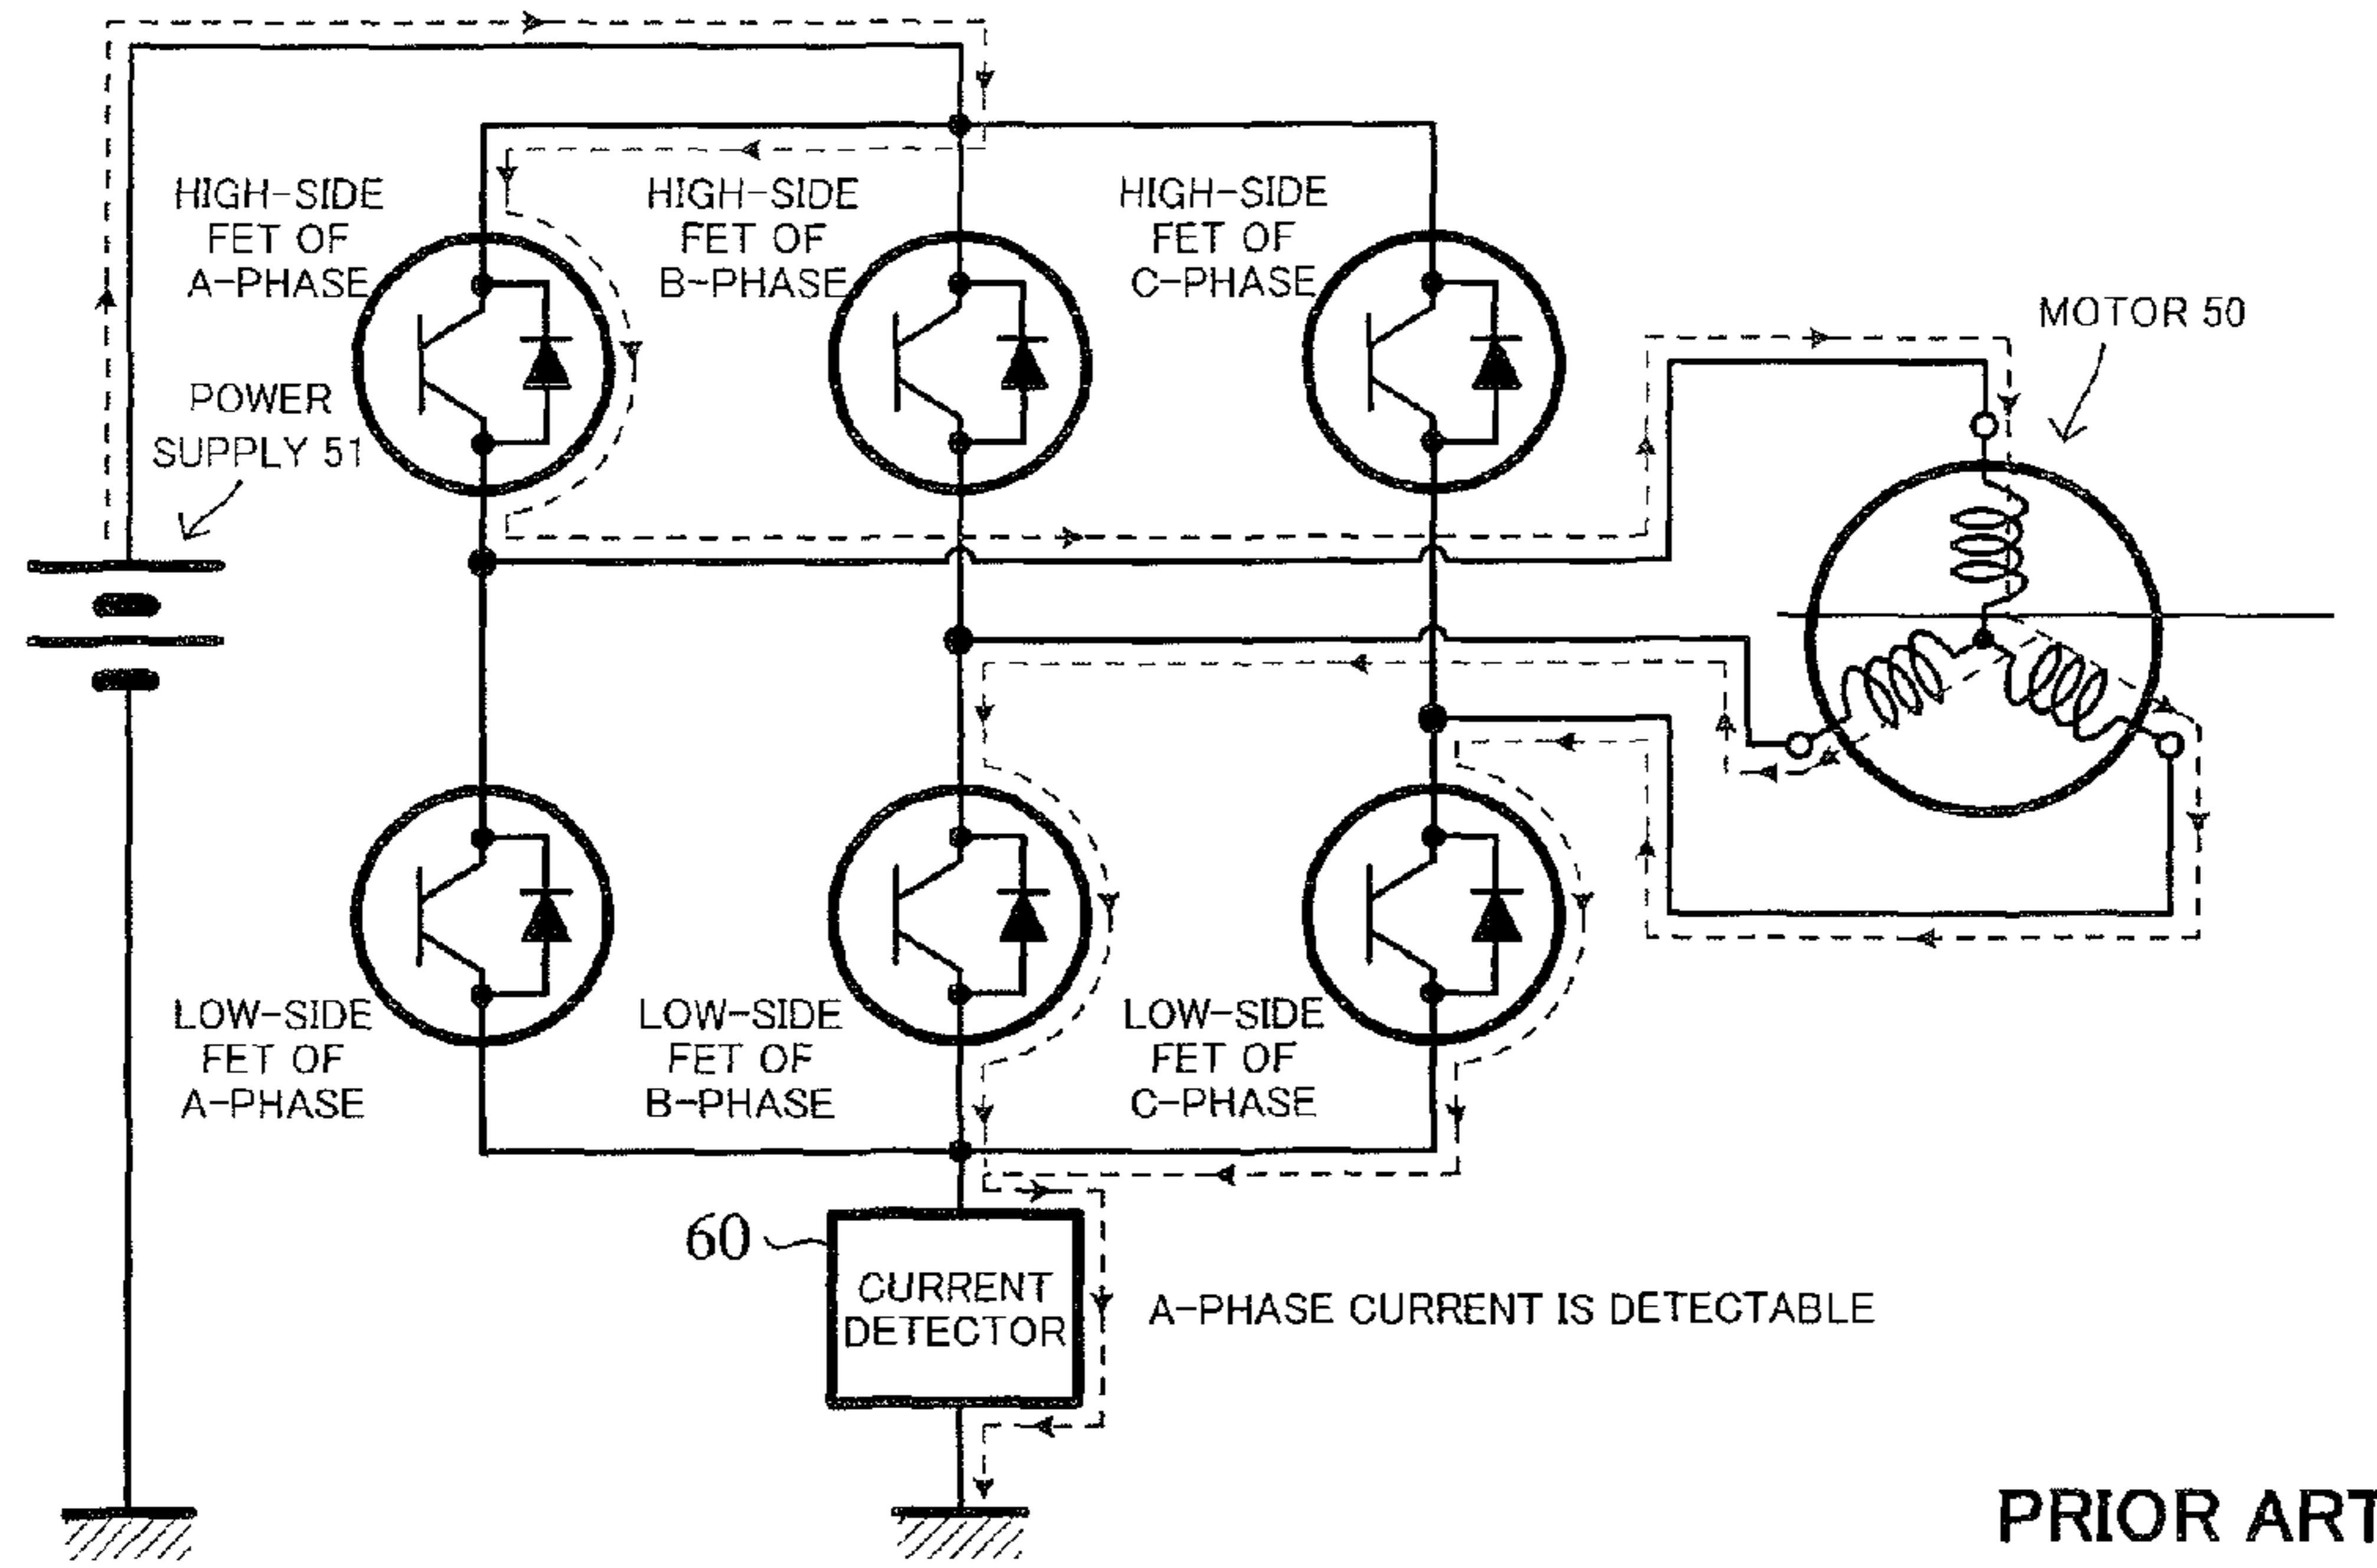 HIGH-SIDE
FET OF
A-PHASE
HIGH-SIDE
FET OF
B-PHASE
HIGH-SIDE
FET OF
C-PHASE
MOTOR 50
POWER
SUPPLY 51
LOW-SIDE
FET OF
A-PHASE
LOW-SIDE
FET OF
B-PHASE
LOW-SIDE
FET OF
C-PHASE
60
CURRENT
DETECTOR
A-PHASE CURRENT IS DETECTABLE
PRIOR ART